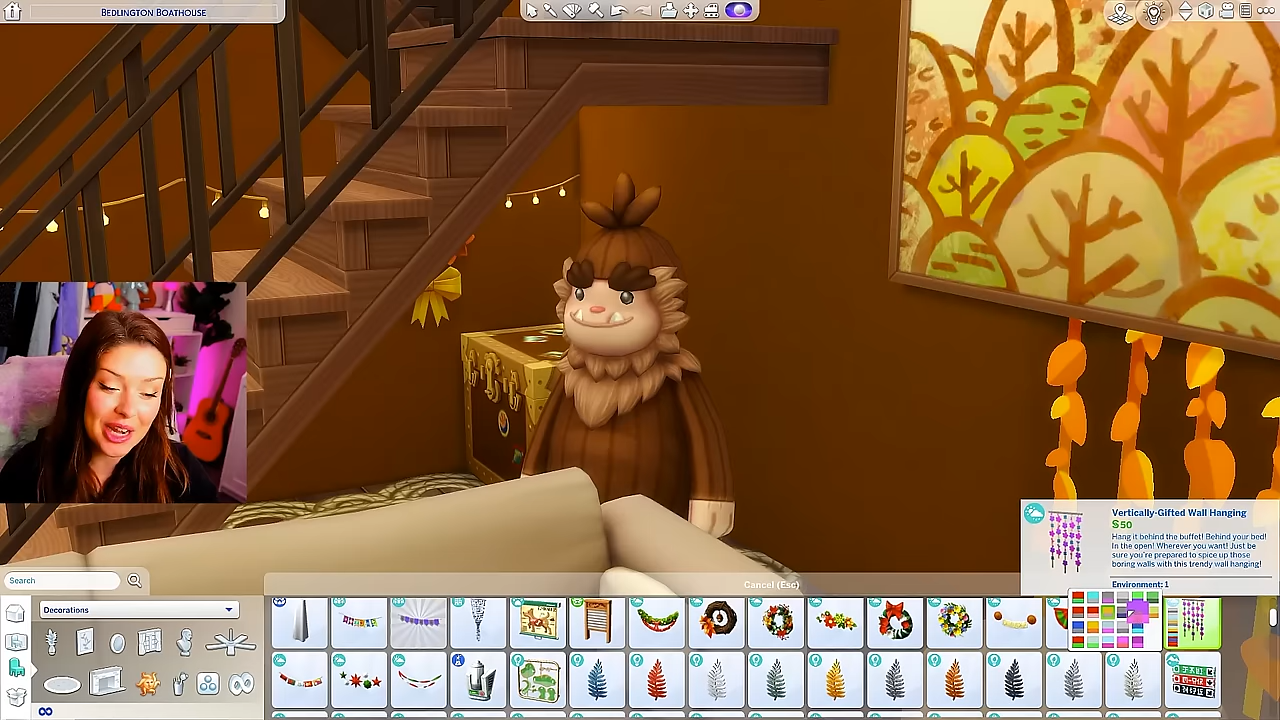 BEDLINGTON BOATHOUSE
Vertically-Gifted Wall Hanging
§50
Hang it behind the buffet! Behind your bed!
In the open! Wherever you want! Just be
sure you're prepared to spice up those
boring walls with this trendy wall hanging!
Environment: 1
Cancel (Esc)
Search
Decorations